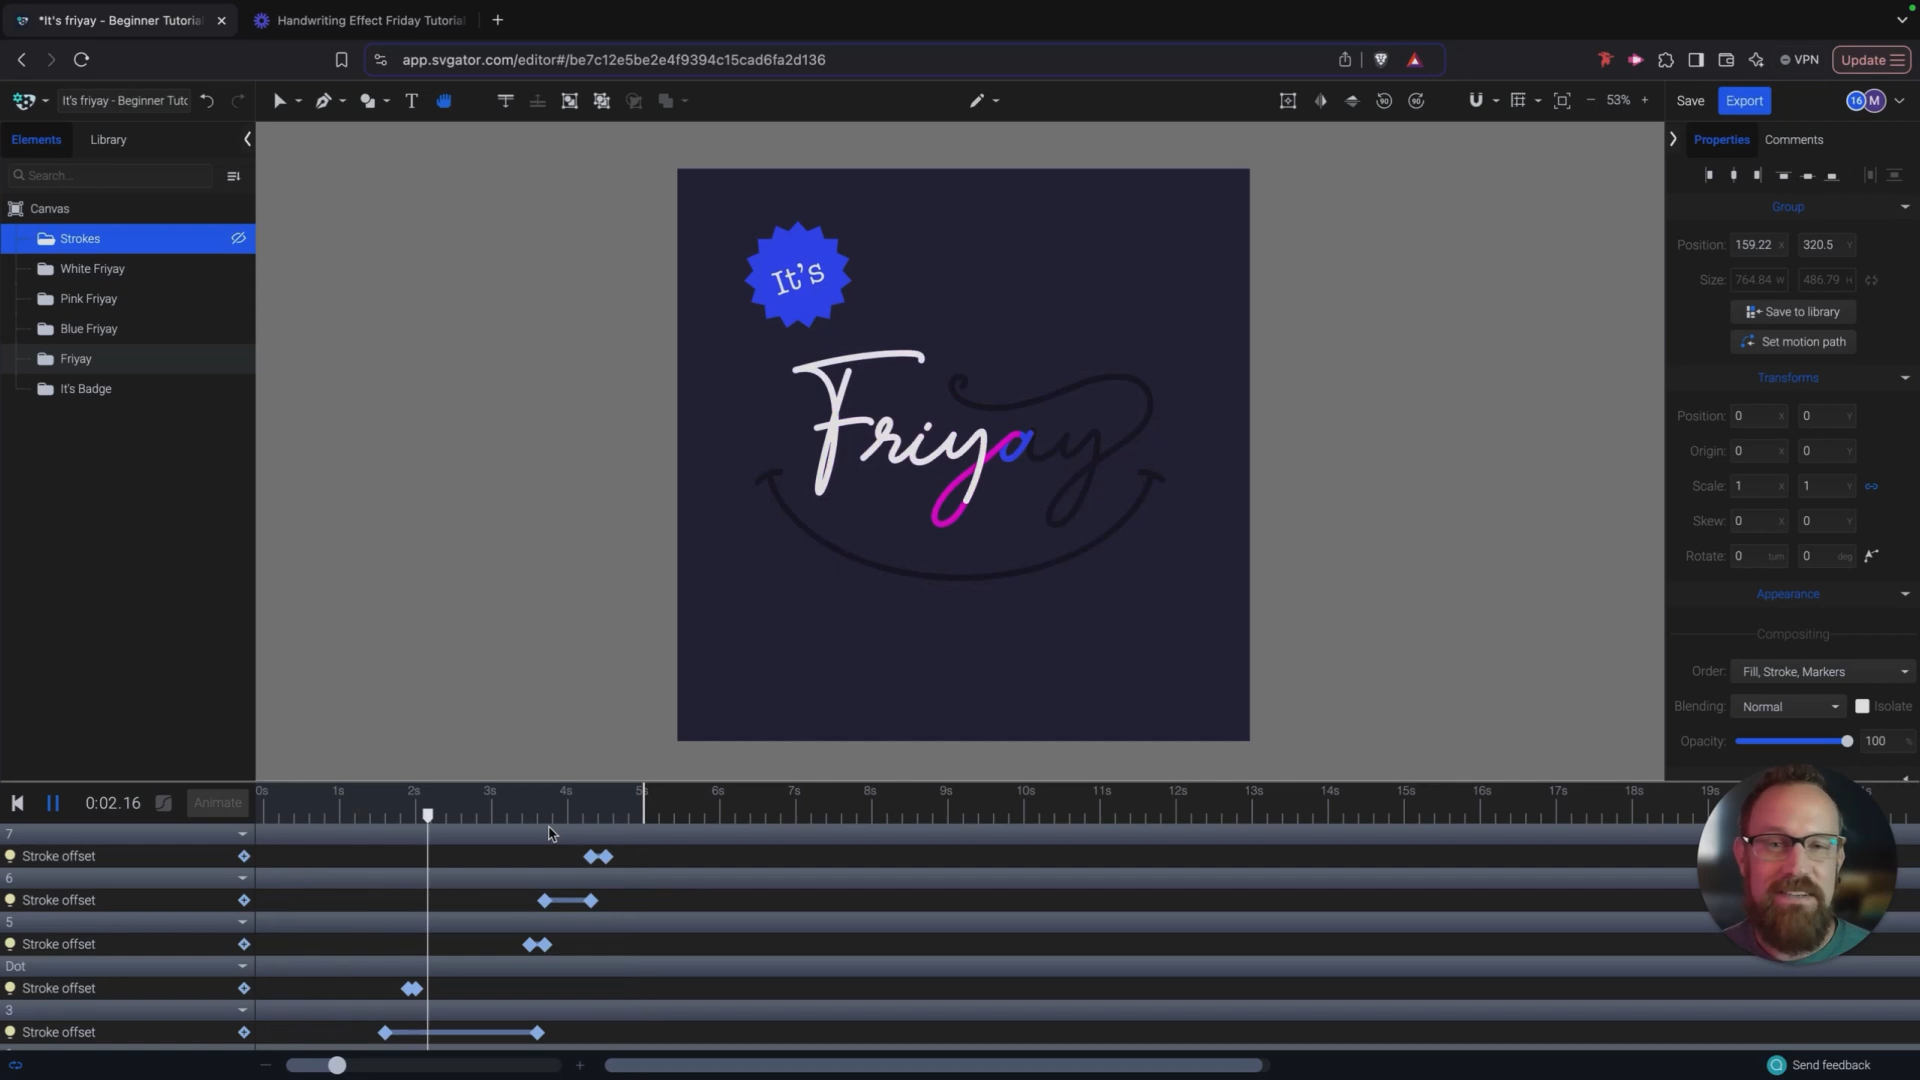 *It's friyay - Beginner Tutoria
Handwriting Effect Friday Tutorial
app.svgator.com/editor#/be7c12e5be2e4f9394c15cad6fa2d136
VPN
Update
It's friyay - Beginner Tuto
53%
Save
Export
16
M
Elements
Library
Search...
Canvas
Strokes
White Friyay
Pink Friyay
Blue Friyay
Friyay
It's Badge
It's
Friyay
Properties
Comments
Group
Position: 159.22 X 320.5 Y
Size: 764.84 W 486.79 H
Save to library
Set motion path
Transforms
Position: 0 X 0 Y
Origin: 0 X 0 Y
Scale: 1 X 1 Y
Skew: 0 X 0 Y
Rotate: 0 turn 0 deg
Appearance
Compositing
Order: Fill, Stroke, Markers
Blending: Normal Isolate
Opacity: 100 %
0:02.16
Animate
0s 1s 2s 3s 4s 5s 6s 7s 8s 9s 10s 11s 12s 13s 14s 15s 16s 17s 18s 19s
7
Stroke offset
6
Stroke offset
5
Stroke offset
Dot
Stroke offset
3
Stroke offset
Send feedback